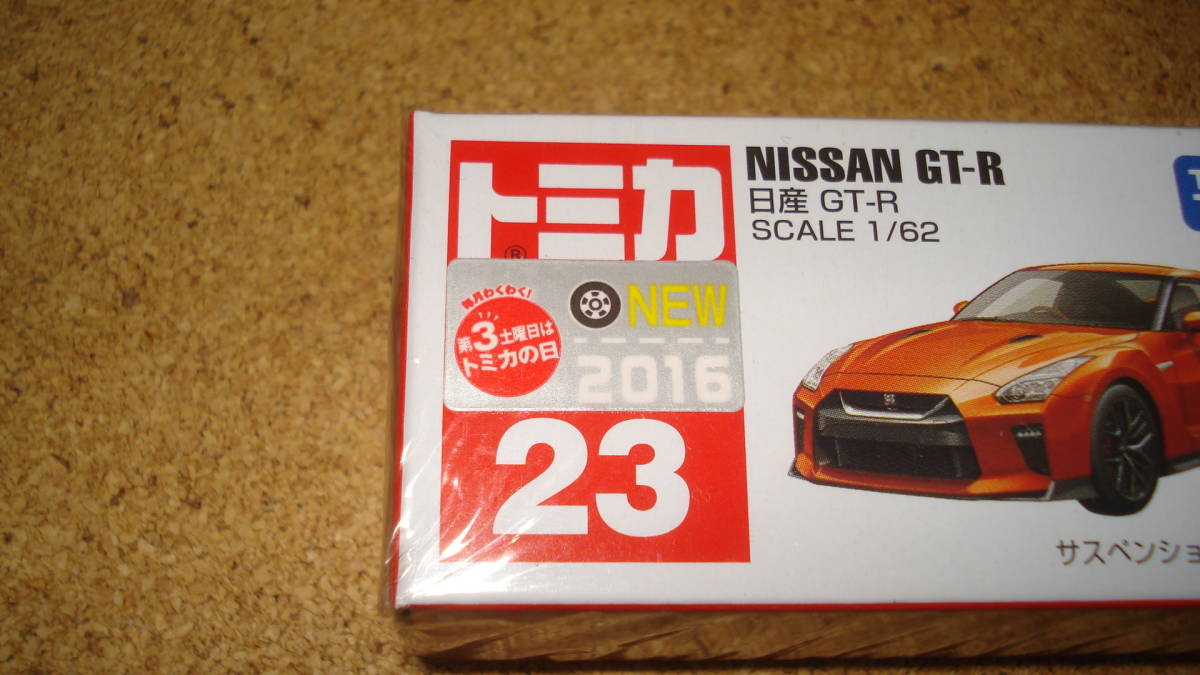 トミカ
®
毎月わくわく!
第3土曜日は
トミカの日
NEW
2016
23
NISSAN GT-R
日産 GT-R
SCALE 1/62
サスペンショ